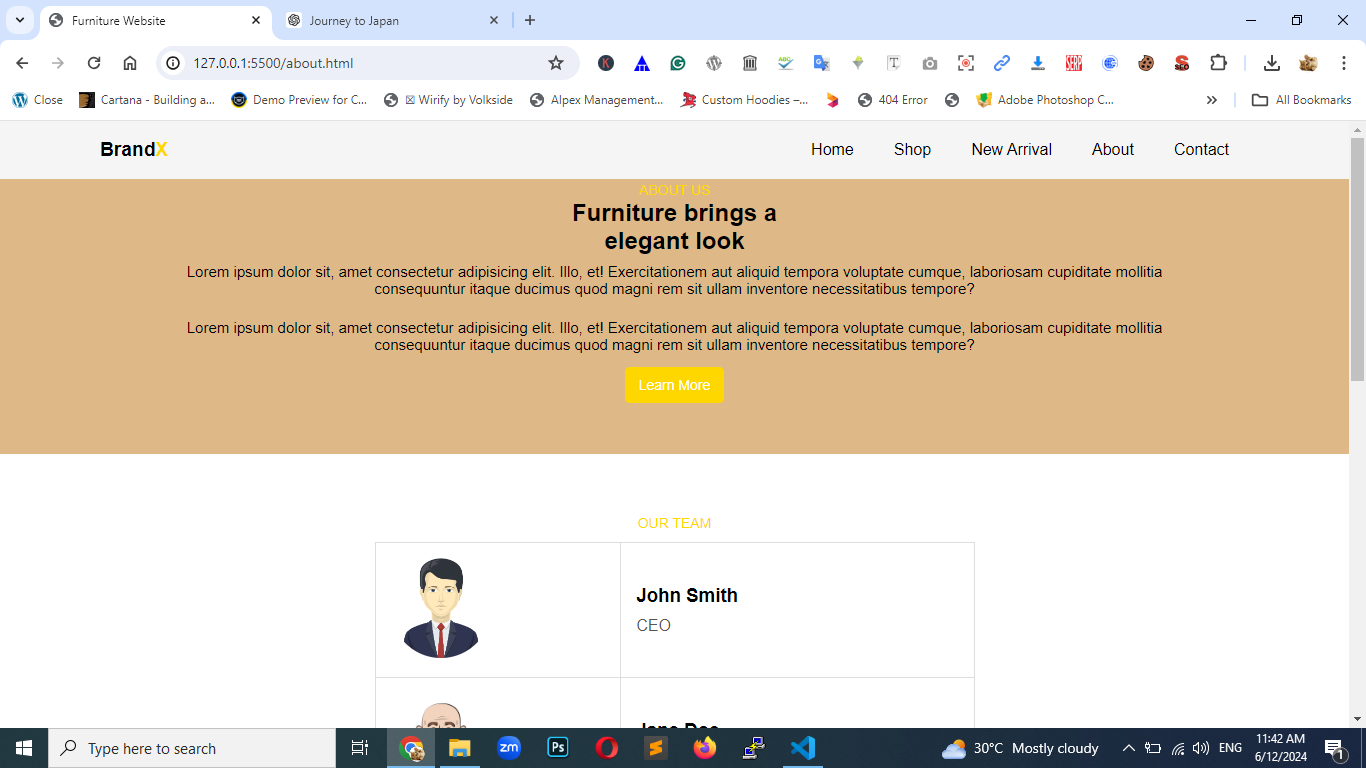 Furniture Website
Journey to Japan
127.0.0.1:5500/about.html
Close
Cartana - Building a...
Demo Preview for C...
☒ Wirify by Volkside
Alpex Management...
Custom Hoodies –...
404 Error
Adobe Photoshop C...
All Bookmarks
BrandX
Home
Shop
New Arrival
About
Contact
ABOUT US
Furniture brings a
elegant look
Lorem ipsum dolor sit, amet consectetur adipisicing elit. Illo, et! Exercitationem aut aliquid tempora voluptate cumque, laboriosam cupiditate mollitia
consequuntur itaque ducimus quod magni rem sit ullam inventore necessitatibus tempore?
Lorem ipsum dolor sit, amet consectetur adipisicing elit. Illo, et! Exercitationem aut aliquid tempora voluptate cumque, laboriosam cupiditate mollitia
consequuntur itaque ducimus quod magni rem sit ullam inventore necessitatibus tempore?
Learn More
OUR TEAM
John Smith
CEO
Jane Doe
Type here to search
zm
Ps
30°C Mostly cloudy
ENG
11:42 AM
6/12/2024
1